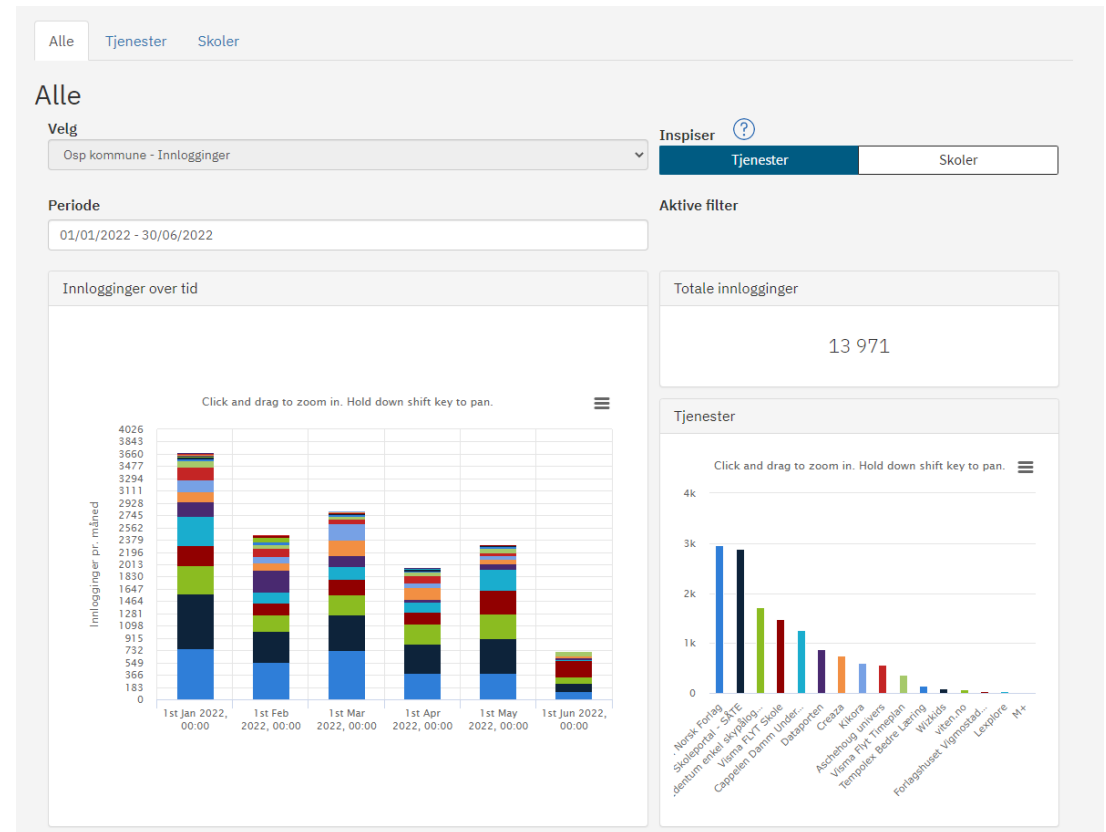 Alle Tjenester Skoler
Alle
Velg
Osp kommune - Innlogginger
Inspiser ?
Tjenester Skoler
Periode
01/01/2022 - 30/06/2022
Aktive filter
Innlogginger over tid
Click and drag to zoom in. Hold down shift key to pan.
Innlogginger pr. måned
4026
3843
3660
3477
3294
3111
2928
2745
2562
2379
2196
2013
1830
1647
1464
1281
1098
915
732
549
366
183
0
1st Jan 2022, 00:00
1st Feb 2022, 00:00
1st Mar 2022, 00:00
1st Apr 2022, 00:00
1st May 2022, 00:00
1st Jun 2022, 00:00
Totale innlogginger
13 971
Tjenester
Click and drag to zoom in. Hold down shift key to pan.
4k
3k
2k
1k
0
. Norsk Forlag
Skoleportal - SÅTE
.dentum enkel skypålog...
Visma FLYT Skole
Cappelen Damm Under...
Dataporten
Creaza
Kikora
Aschehoug univers
Visma Flyt Timeplan
Tempolex Bedre Læring
Wizkids
viten.no
Forlagshuset Vigmostad...
Lexplore
M+